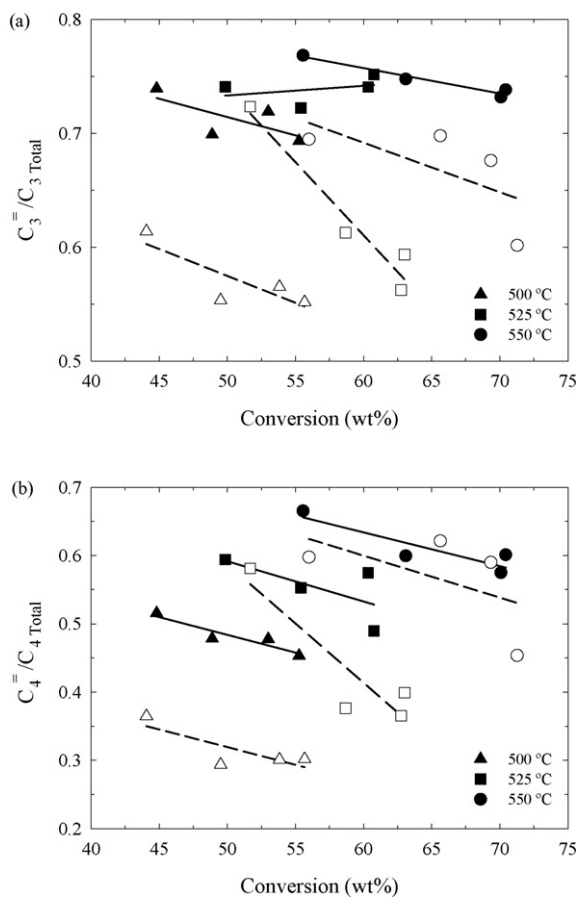 (a)
0.8
0.7
0.6
0.5
C₃⁼/C₃ Total
500 °C
525 °C
550 °C
40 45 50 55 60 65 70 75
Conversion (wt%)
(b)
0.7
0.6
0.5
0.4
0.3
0.2
C₄⁼/C₄ Total
500 °C
525 °C
550 °C
40 45 50 55 60 65 70 75
Conversion (wt%)